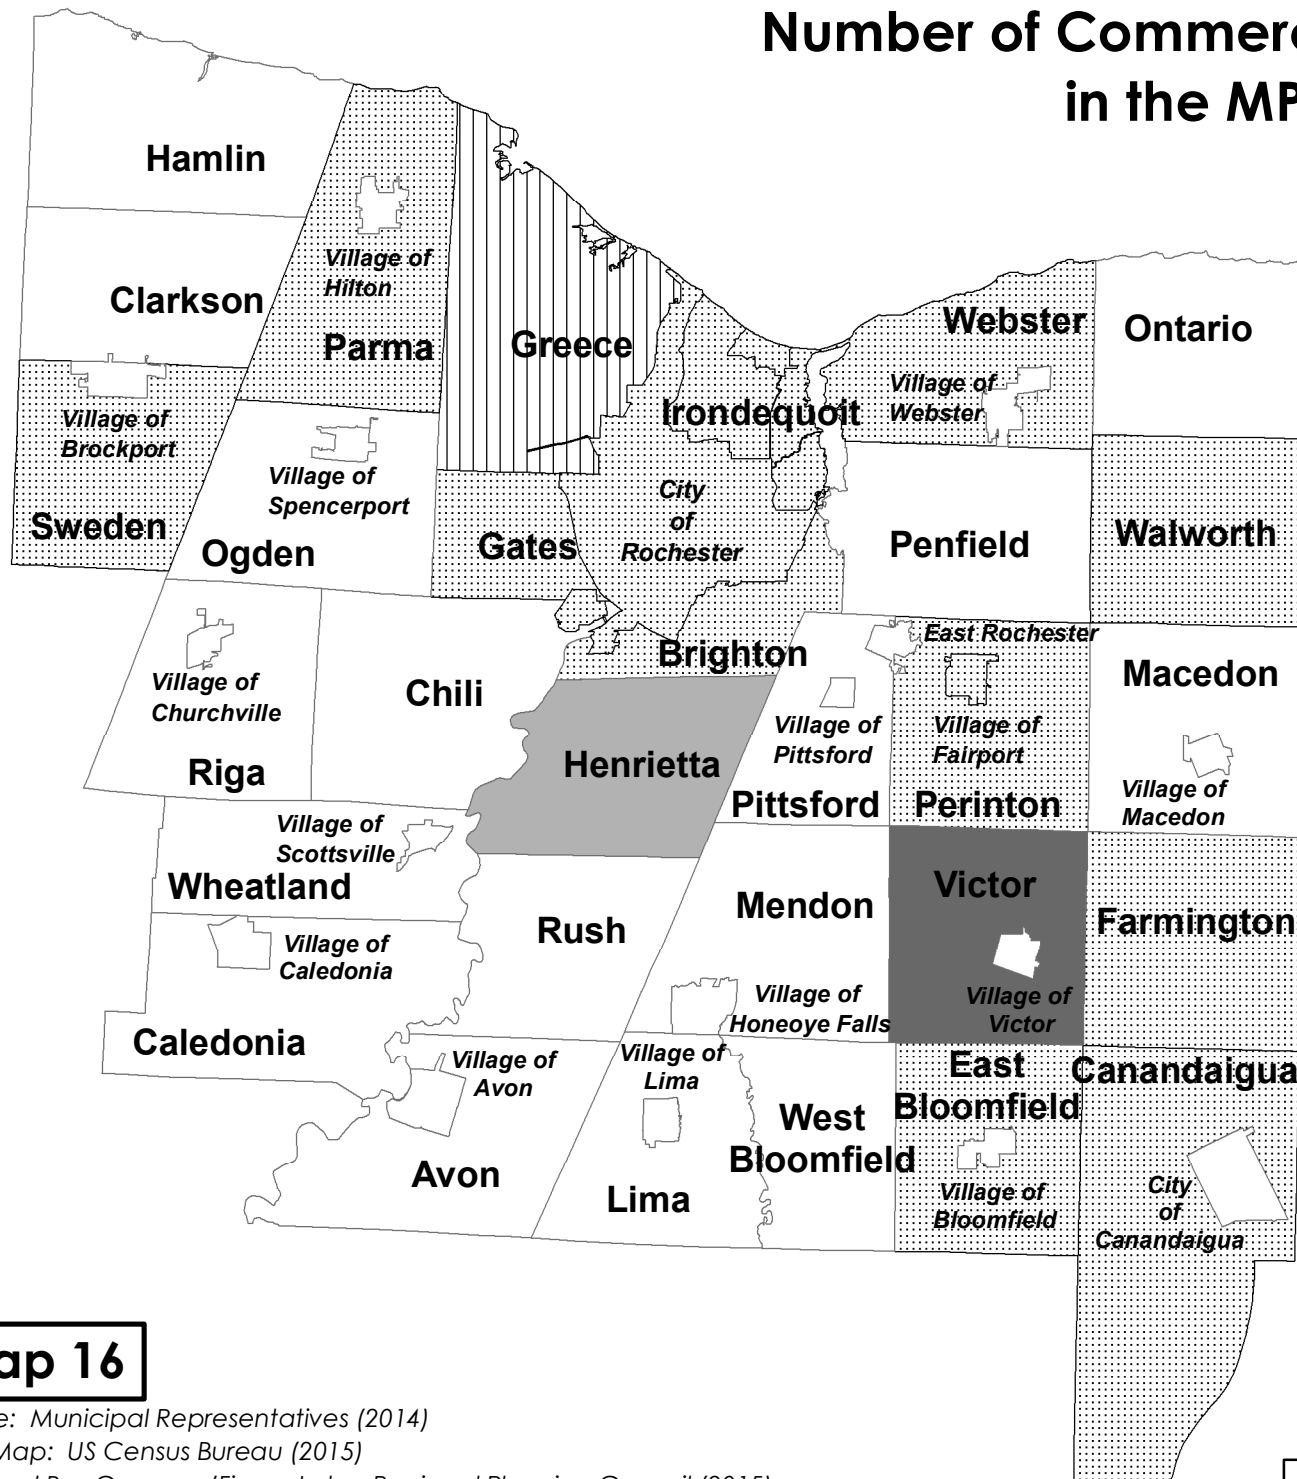 Number of Commerc
in the MP
Hamlin
Village of
Hilton
Clarkson
Parma
Greece
Webster
Ontario
Village of
Webster
Irondequoit
Village of
Brockport
Village of
Spencerport
City
of
Rochester
Sweden
Ogden
Gates
Penfield
Walworth
East Rochester
Brighton
Macedon
Village of
Churchville
Chili
Village of
Pittsford
Village of
Fairport
Riga
Henrietta
Pittsford
Perinton
Village of
Macedon
Village of
Scottsville
Wheatland
Victor
Mendon
Farmington
Rush
Village of
Caledonia
Village of
Honeoye Falls
Village of
Victor
Caledonia
Village of
Avon
Village of
Lima
East
Bloomfield
Canandaigua
West
Bloomfield
Avon
Lima
Village of
Bloomfield
City
of
Canandaigua
ap 16
e: Municipal Representatives (2014)
Map: US Census Bureau (2015)